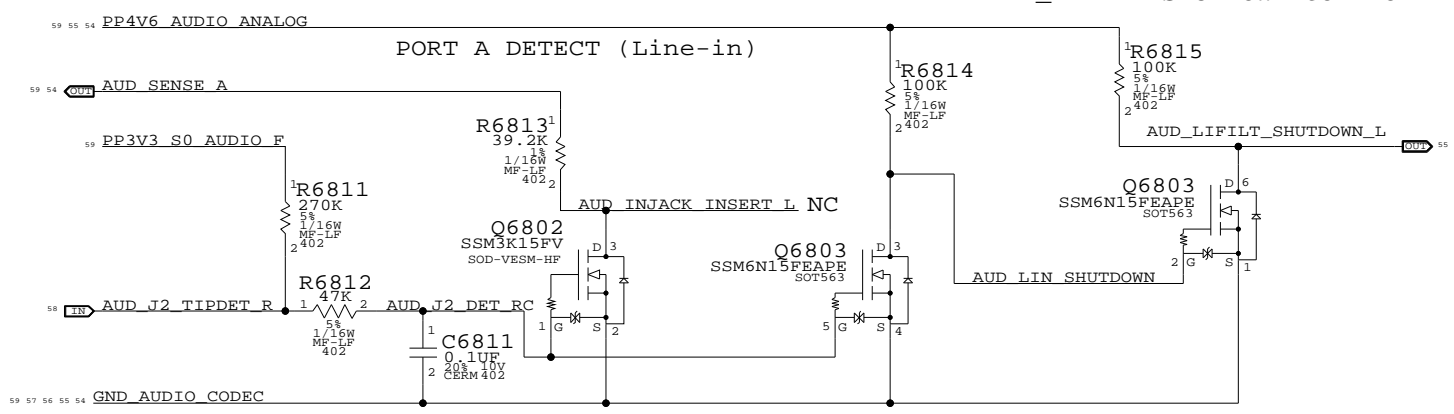 59 55 54 PP4V6_AUDIO_ANALOG
PORT A DETECT (Line-in)
59 54 OUT AUD_SENSE_A
59 PP3V3_S0_AUDIO_F
1
R6811
270K
5%
1/16W
MF-LF
2 402
R6813 1
39.2K
1%
1/16W
MF-LF
402 2
1
R6814
100K
5%
1/16W
MF-LF
2 402
1
R6815
100K
5%
1/16W
MF-LF
2 402
AUD_LIFILT_SHUTDOWN_L
OUT 55
AUD_INJACK_INSERT_L NC
Q6802
SSM3K15FV
SOD-VESM-HF
D 3
1 G S 2
Q6803
SSM6N15FEAPE
SOT563
D 3
5 G S 4
Q6803
SSM6N15FEAPE
SOT563
D 6
2 G S 1
AUD_LIN_SHUTDOWN
58 IN AUD_J2_TIPDET_R
R6812
47K
1 2
5%
1/16W
MF-LF
402
AUD_J2_DET_RC
1
C6811
0.1UF
20% 10V
2 CERM 402
59 57 56 55 54 GND_AUDIO_CODEC